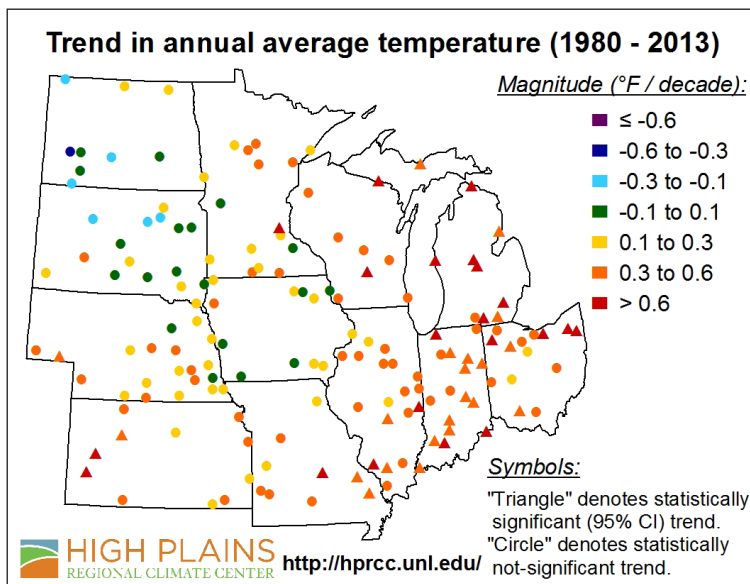 Trend in annual average temperature (1980 - 2013)
Magnitude (°F / decade):
≤ -0.6
-0.6 to -0.3
-0.3 to -0.1
-0.1 to 0.1
0.1 to 0.3
0.3 to 0.6
> 0.6
Symbols:
"Triangle" denotes statistically
significant (95% CI) trend.
"Circle" denotes statistically
not-significant trend.
HIGH PLAINS
REGIONAL CLIMATE CENTER
http://hprcc.unl.edu/